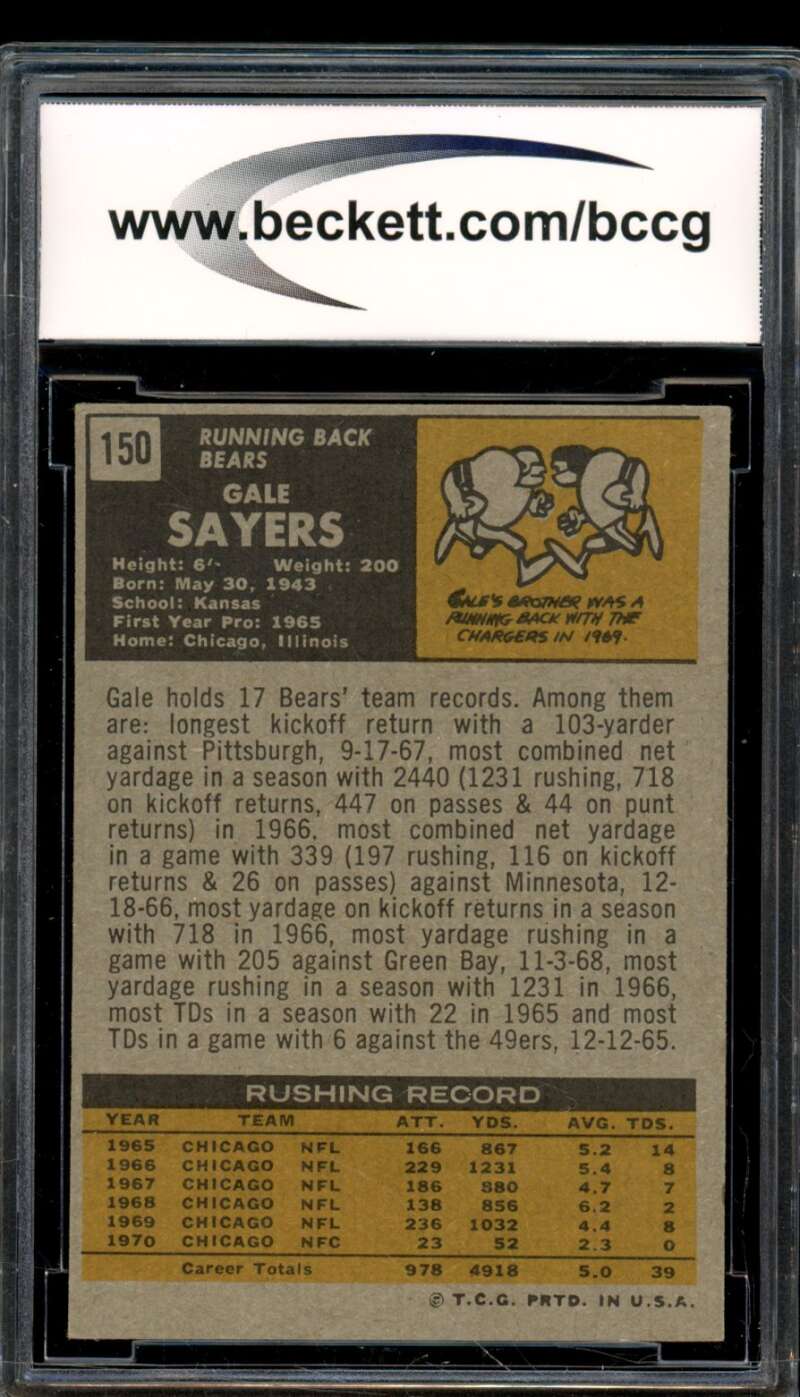 www.beckett.com/bccg
150
RUNNING BACK
BEARS
GALE
SAYERS
Height: 6'- Weight: 200
Born: May 30, 1943
School: Kansas
First Year Pro: 1965
Home: Chicago, Illinois
GALE'S BROTHER WAS A
RUNNING BACK WITH THE
CHARGERS IN 1969.
Gale holds 17 Bears' team records. Among them
are: longest kickoff return with a 103-yarder
against Pittsburgh, 9-17-67, most combined net
yardage in a season with 2440 (1231 rushing, 718
on kickoff returns, 447 on passes & 44 on punt
returns) in 1966, most combined net yardage
in a game with 339 (197 rushing, 116 on kickoff
returns & 26 on passes) against Minnesota, 12-
18-66, most yardage on kickoff returns in a season
with 718 in 1966, most yardage rushing in a
game with 205 against Green Bay, 11-3-68, most
yardage rushing in a season with 1231 in 1966,
most TDs in a season with 22 in 1965 and most
TDs in a game with 6 against the 49ers, 12-12-65.
RUSHING RECORD
YEAR TEAM ATT. YDS. AVG. TDS.
1965 CHICAGO NFL 166 867 5.2 14
1966 CHICAGO NFL 229 1231 5.4 8
1967 CHICAGO NFL 186 880 4.7 7
1968 CHICAGO NFL 138 856 6.2 2
1969 CHICAGO NFL 236 1032 4.4 8
1970 CHICAGO NFC 23 52 2.3 0
Career Totals 978 4918 5.0 39
© T.C.G. PRTD. IN U.S.A.